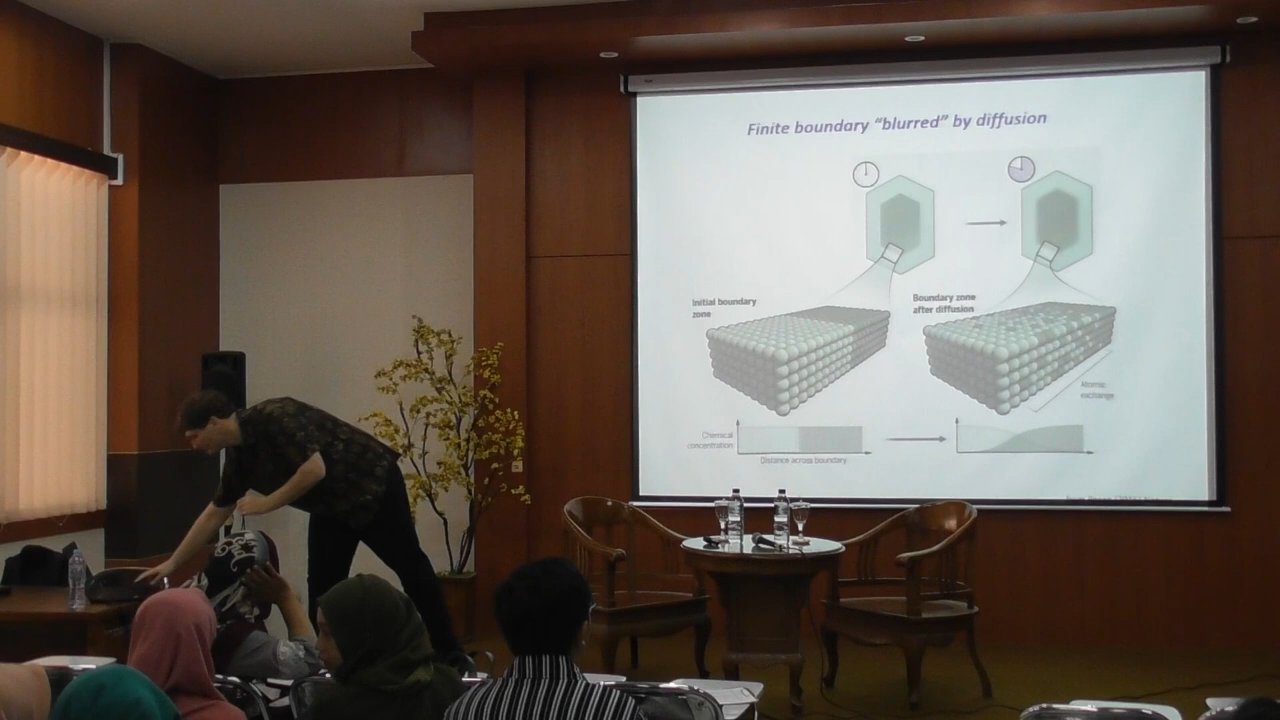 Finite boundary “blurred” by diffusion
Initial boundary
zone
Boundary zone
after diffusion
Atomic
exchange
Chemical
concentration
Distance across boundary